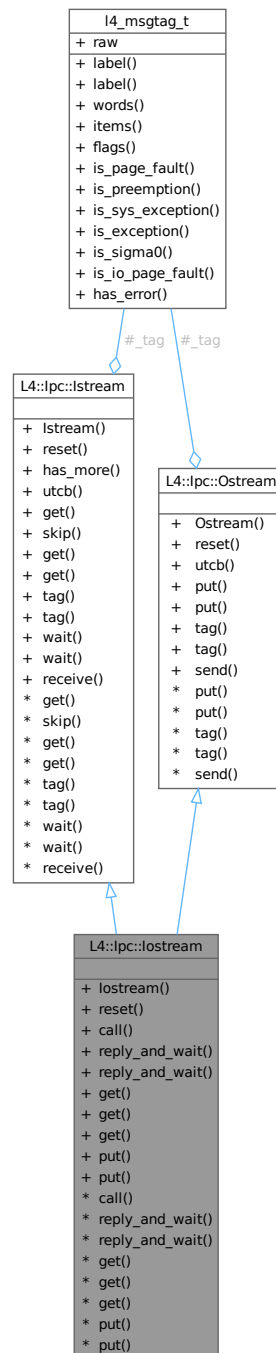 l4_msgtag_t
+ raw
+ label()
+ label()
+ words()
+ items()
+ flags()
+ is_page_fault()
+ is_preemption()
+ is_sys_exception()
+ is_exception()
+ is_sigma0()
+ is_io_page_fault()
+ has_error()
#_tag
#_tag
L4::Ipc::Istream
+ Istream()
+ reset()
+ has_more()
+ utcb()
+ get()
+ skip()
+ get()
+ get()
+ tag()
+ tag()
+ wait()
+ wait()
+ receive()
* get()
* skip()
* get()
* get()
* tag()
* tag()
* wait()
* wait()
* receive()
L4::Ipc::Ostream
+ Ostream()
+ reset()
+ utcb()
+ put()
+ put()
+ tag()
+ tag()
+ send()
* put()
* put()
* tag()
* tag()
* send()
L4::Ipc::Iostream
+ Iostream()
+ reset()
+ call()
+ reply_and_wait()
+ reply_and_wait()
+ get()
+ get()
+ get()
+ put()
+ put()
* call()
* reply_and_wait()
* reply_and_wait()
* get()
* get()
* get()
* put()
* put()